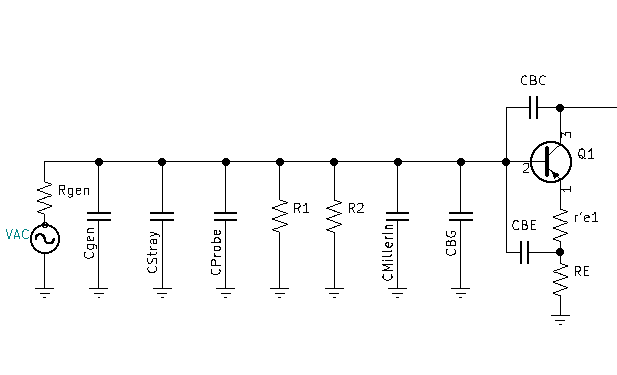 CBC
3
Q1
2
1
Rgen
R1
R2
r'e1
VAC
Cgen
CStray
CProbe
CMillerIn
CBG
CBE
RE